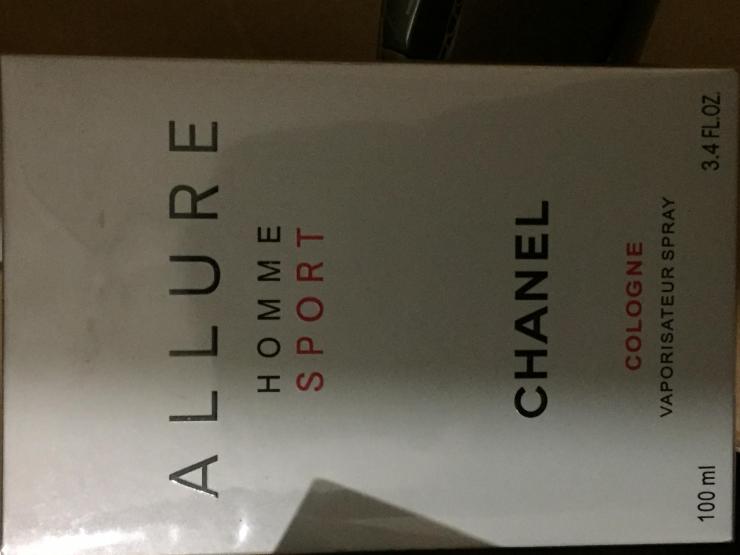 ALLURE
HOMME
SPORT
CHANEL
COLOGNE
VAPORISATEUR SPRAY
100 ml 3.4 FL.OZ.